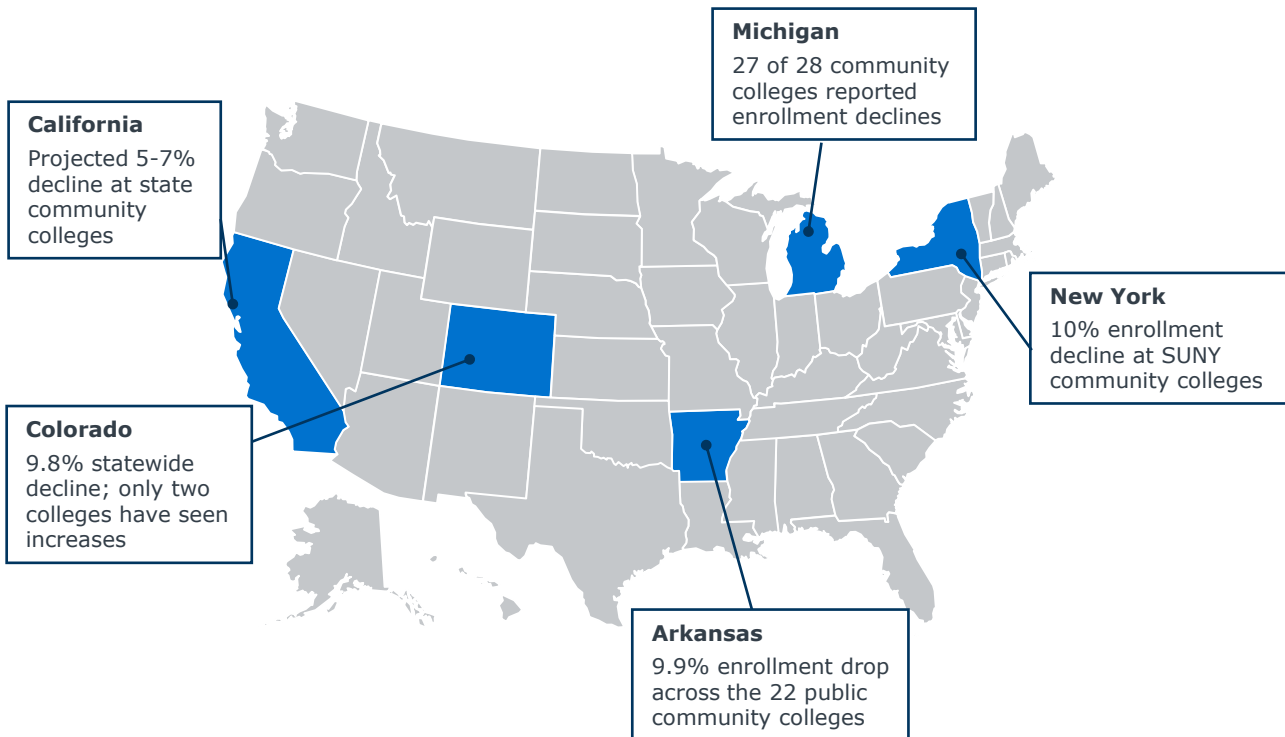 Michigan
27 of 28 community
colleges reported
enrollment declines
California
Projected 5-7%
decline at state
community
colleges
New York
10% enrollment
decline at SUNY
community colleges
Colorado
9.8% statewide
decline; only two
colleges have seen
increases
Arkansas
9.9% enrollment drop
across the 22 public
community colleges